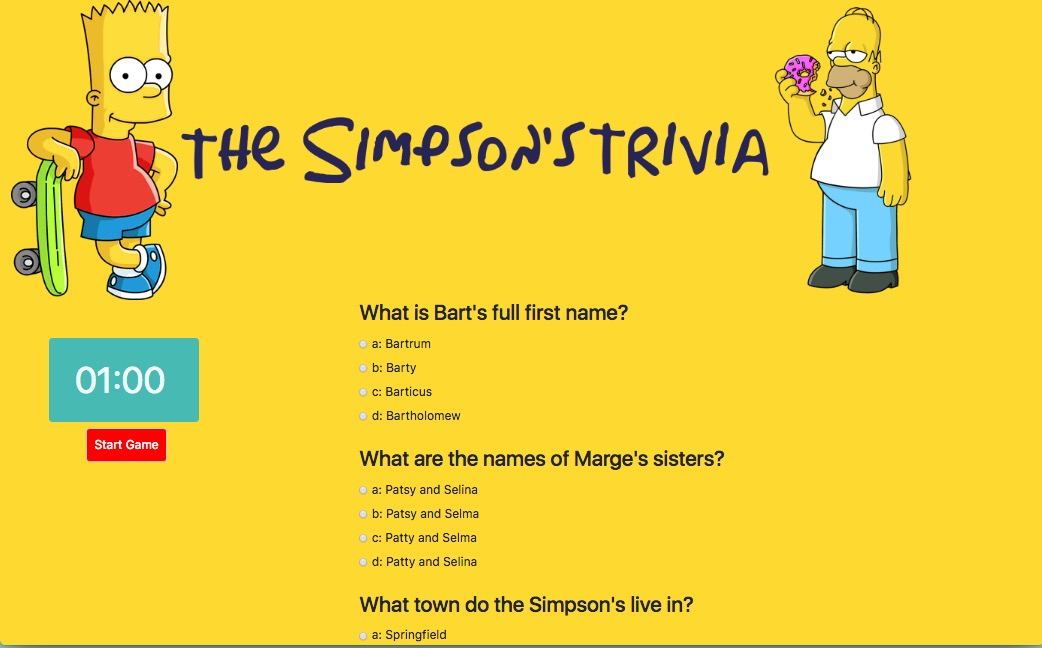 THE SIMPSON'S TRIVIA
01:00
Start Game
What is Bart's full first name?
a: Bartrum
b: Barty
c: Barticus
d: Bartholomew
What are the names of Marge's sisters?
a: Patsy and Selina
b: Patsy and Selma
c: Patty and Selma
d: Patty and Selina
What town do the Simpson's live in?
a: Springfield